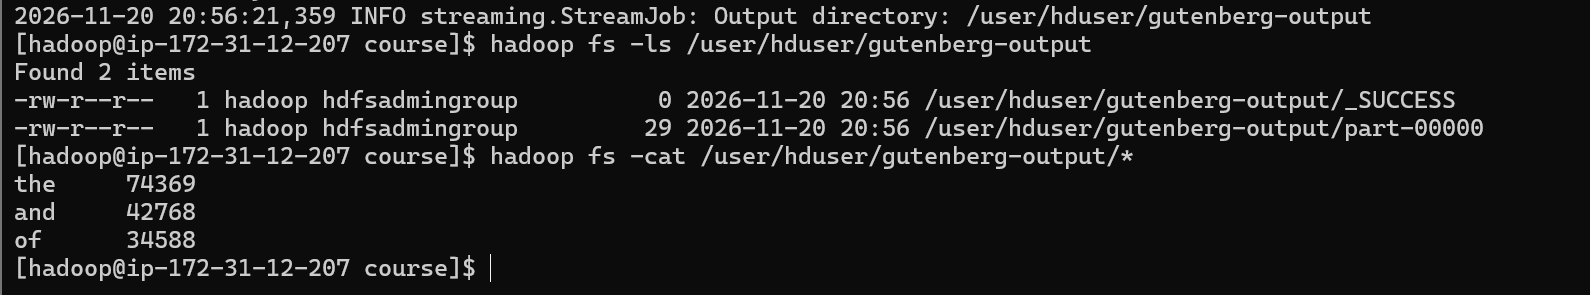 2026-11-20 20:56:21,359 INFO streaming.StreamJob: Output directory: /user/hduser/gutenberg-output
[hadoop@ip-172-31-12-207 course]$ hadoop fs -ls /user/hduser/gutenberg-output
Found 2 items
-rw-r--r--   1 hadoop hdfsadmingroup          0 2026-11-20 20:56 /user/hduser/gutenberg-output/_SUCCESS
-rw-r--r--   1 hadoop hdfsadmingroup         29 2026-11-20 20:56 /user/hduser/gutenberg-output/part-00000
[hadoop@ip-172-31-12-207 course]$ hadoop fs -cat /user/hduser/gutenberg-output/*
the     74369
and     42768
of      34588
[hadoop@ip-172-31-12-207 course]$